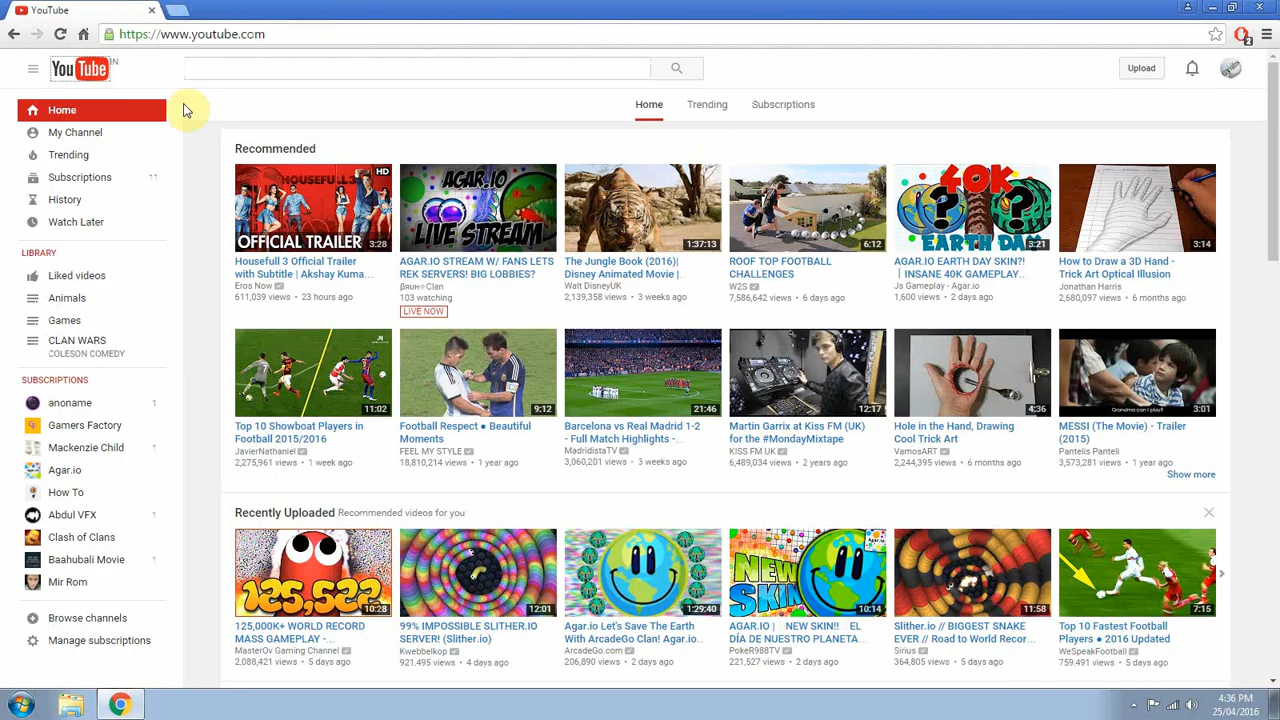 YouTube
https://www.youtube.com
2
YouTube IN
Upload
Home
My Channel
Trending
Subscriptions 11
History
Watch Later
LIBRARY
Liked videos
Animals
Games
CLAN WARS
COLESON COMEDY
SUBSCRIPTIONS
anoname 1
Gamers Factory
Mackenzie Child 1
Agar.io
How To
Abdul VFX 1
Clash of Clans
Baahubali Movie 1
Mir Rom
Browse channels
Manage subscriptions
Home Trending Subscriptions
Recommended
HOUSEFULL 3
HD
OFFICIAL TRAILER
3:28
Housefull 3 Official Trailer
with Subtitle | Akshay Kuma...
Eros Now
611,039 views • 23 hours ago
AGAR.IO
LIVE STREAM
AGAR.IO STREAM W/ FANS LETS
REK SERVERS! BIG LOBBIES?
103 watching
LIVE NOW
1:37:13
The Jungle Book (2016)|
Disney Animated Movie |
Walt DisneyUK
2,139,358 views • 3 weeks ago
6:12
ROOF TOP FOOTBALL
CHALLENGES
W2S
7,586,642 views • 6 days ago
40K
EARTH DAY
3:21
AGAR.IO EARTH DAY SKIN?!
| INSANE 40K GAMEPLAY..
Js Gameplay - Agar.io
1,600 views • 2 days ago
3:14
How to Draw a 3D Hand -
Trick Art Optical Illusion
Jonathan Harris
2,680,097 views • 6 months ago
11:02
Top 10 Showboat Players in
Football 2015/2016
JavierNathaniel
2,275,961 views • 1 week ago
9:12
Football Respect ● Beautiful
Moments
FEEL MY STYLE
18,810,214 views • 1 year ago
21:46
Barcelona vs Real Madrid 1-2
- Full Match Highlights -...
MadridistaTV
3,060,201 views • 3 weeks ago
12:17
Martin Garrix at Kiss FM (UK)
for the #MondayMixtape
KISS FM UK
6,489,034 views • 2 years ago
4:36
Hole in the Hand, Drawing
Cool Trick Art
VamosART
2,244,395 views • 6 months ago
Grandma can I play?
3:01
MESSI (The Movie) - Trailer
(2015)
Pantelis Panteli
3,573,281 views • 1 year ago
Show more
Recently Uploaded Recommended videos for you
125,522
10:28
125,000K+ WORLD RECORD
MASS GAMEPLAY -...
MasterOv Gaming Channel
2,088,421 views • 5 days ago
12:01
99% IMPOSSIBLE SLITHER.IO
SERVER! (Slither.io)
Kwebbelkop
921,495 views • 4 days ago
1:29:40
Agar.io Let's Save The Earth
With ArcadeGo Clan! Agar.io..
ArcadeGo.com
206,890 views • 2 days ago
Agar.io
NEW
SKIN
10:14
AGAR.IO | NEW SKIN!! EL
DÍA DE NUESTRO PLANETA...
PokeR988TV
221,527 views • 2 days ago
11:58
Slither.io // BIGGEST SNAKE
EVER // Road to World Recor...
Sirius
364,805 views • 5 days ago
7:15
Top 10 Fastest Football
Players ● 2016 Updated
WeSpeakFootball
759,491 views • 5 days ago
4:36 PM
25/04/2016